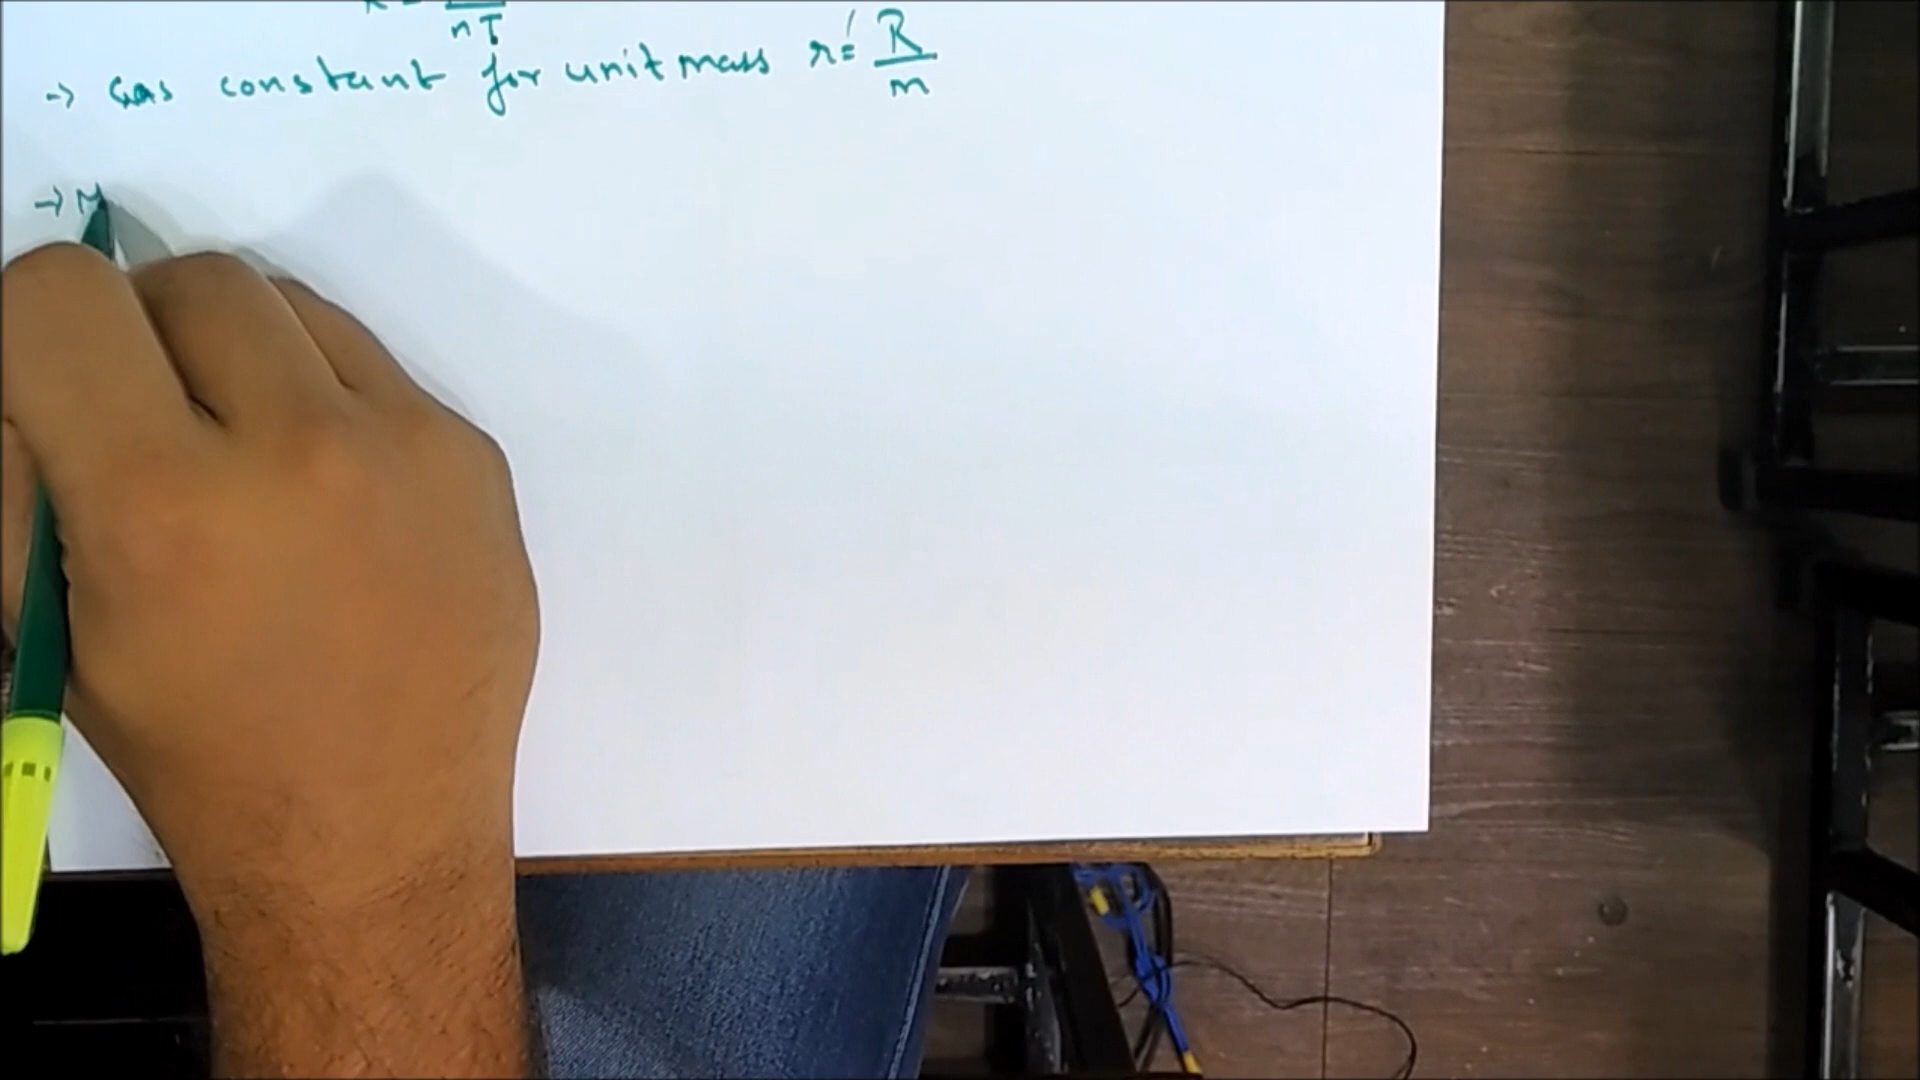 nT
→ Gas constant for unit mass r = R/m
→ M